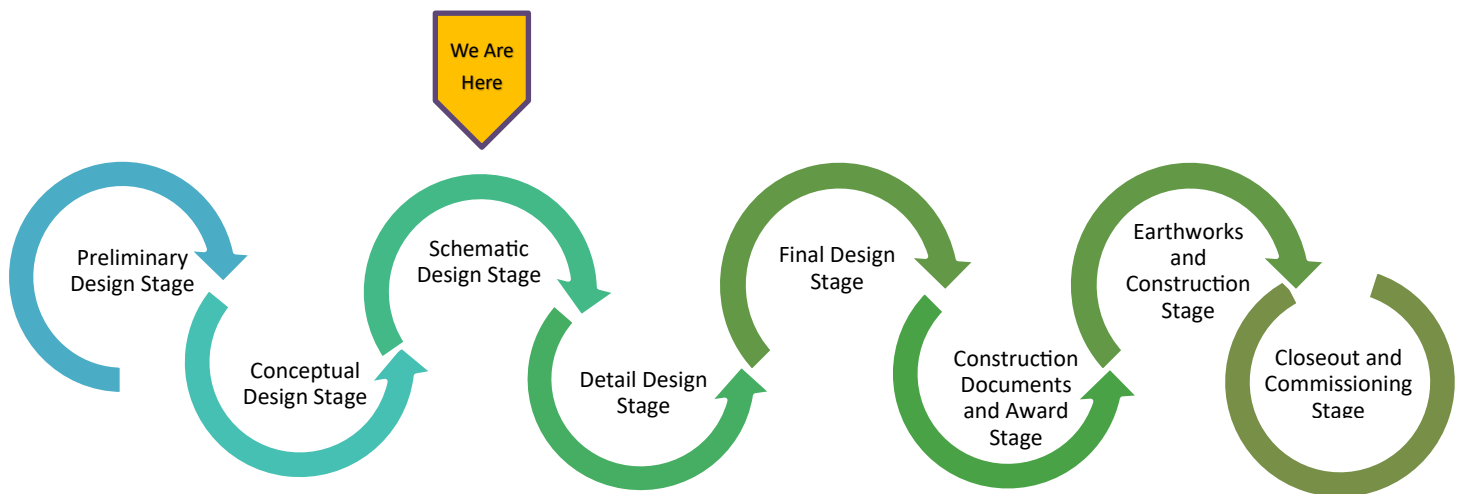 We Are
Here
Preliminary
Design Stage
Conceptual
Design Stage
Schematic
Design Stage
Detail Design
Stage
Final Design
Stage
Construction
Documents
and Award
Stage
Earthworks
and
Construction
Stage
Closeout and
Commissioning
Stage